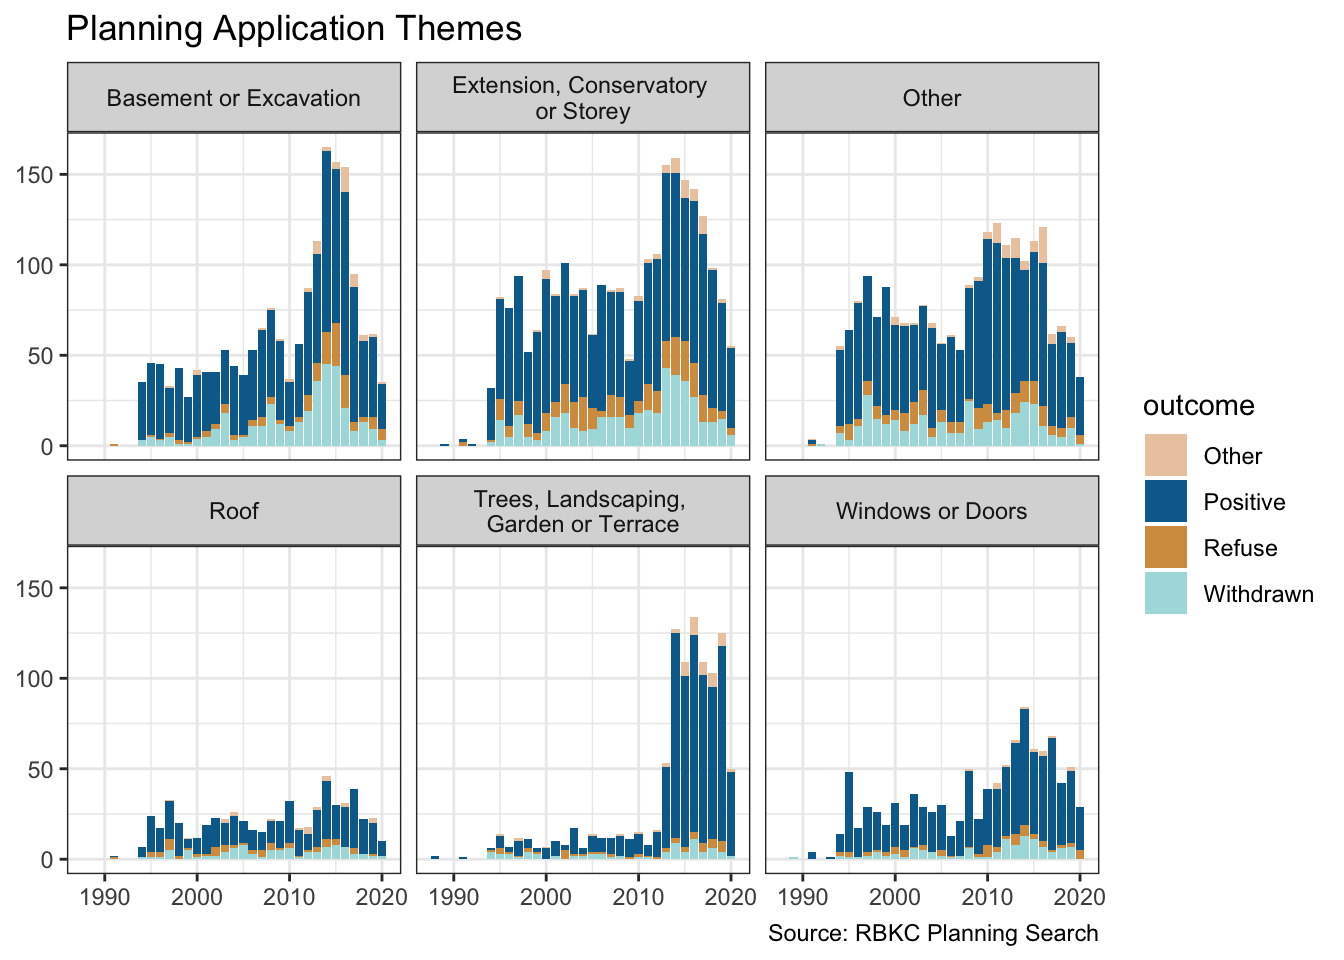 Planning Application Themes
Basement or Excavation
Extension, Conservatory
or Storey
Other
150
100
50
0
Roof
Trees, Landscaping,
Garden or Terrace
Windows or Doors
150
100
50
0
1990 2000 2010 2020
1990 2000 2010 2020
1990 2000 2010 2020
outcome
Other
Positive
Refuse
Withdrawn
Source: RBKC Planning Search